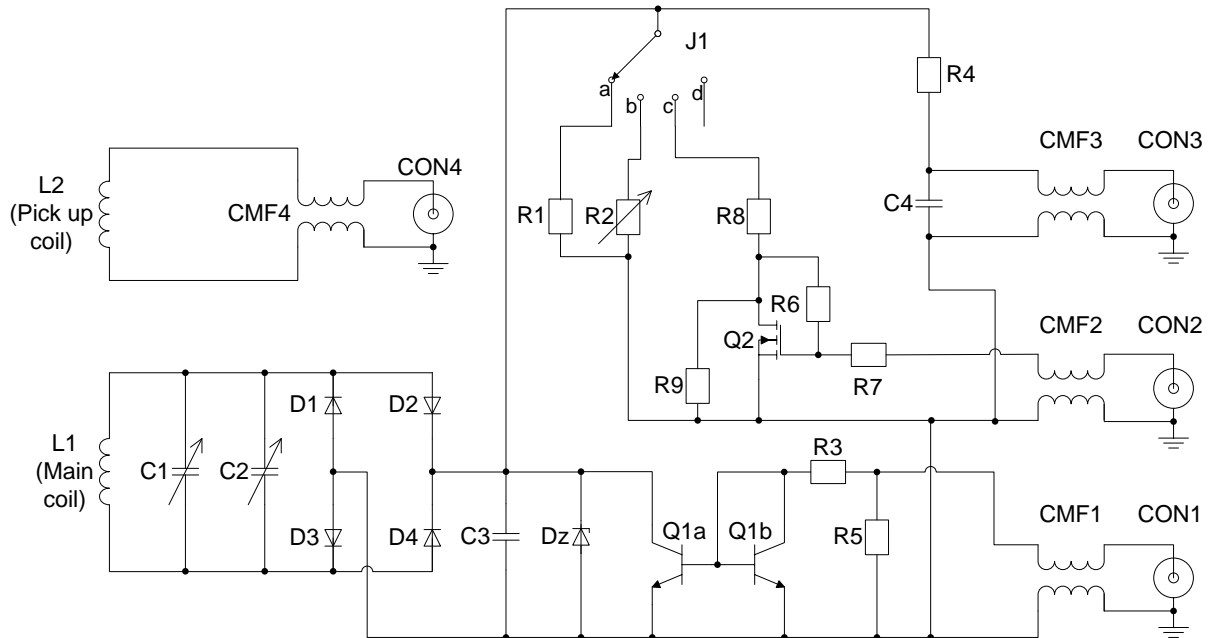 J1
a
b
c
d
R4
CMF3
CON3
L2
(Pick up
coil)
CMF4
CON4
R1
R2
R8
C4
R6
Q2
CMF2
CON2
R9
R7
L1
(Main
coil)
C1
C2
D1
D2
D3
D4
C3
Dz
Q1a
Q1b
R3
R5
CMF1
CON1